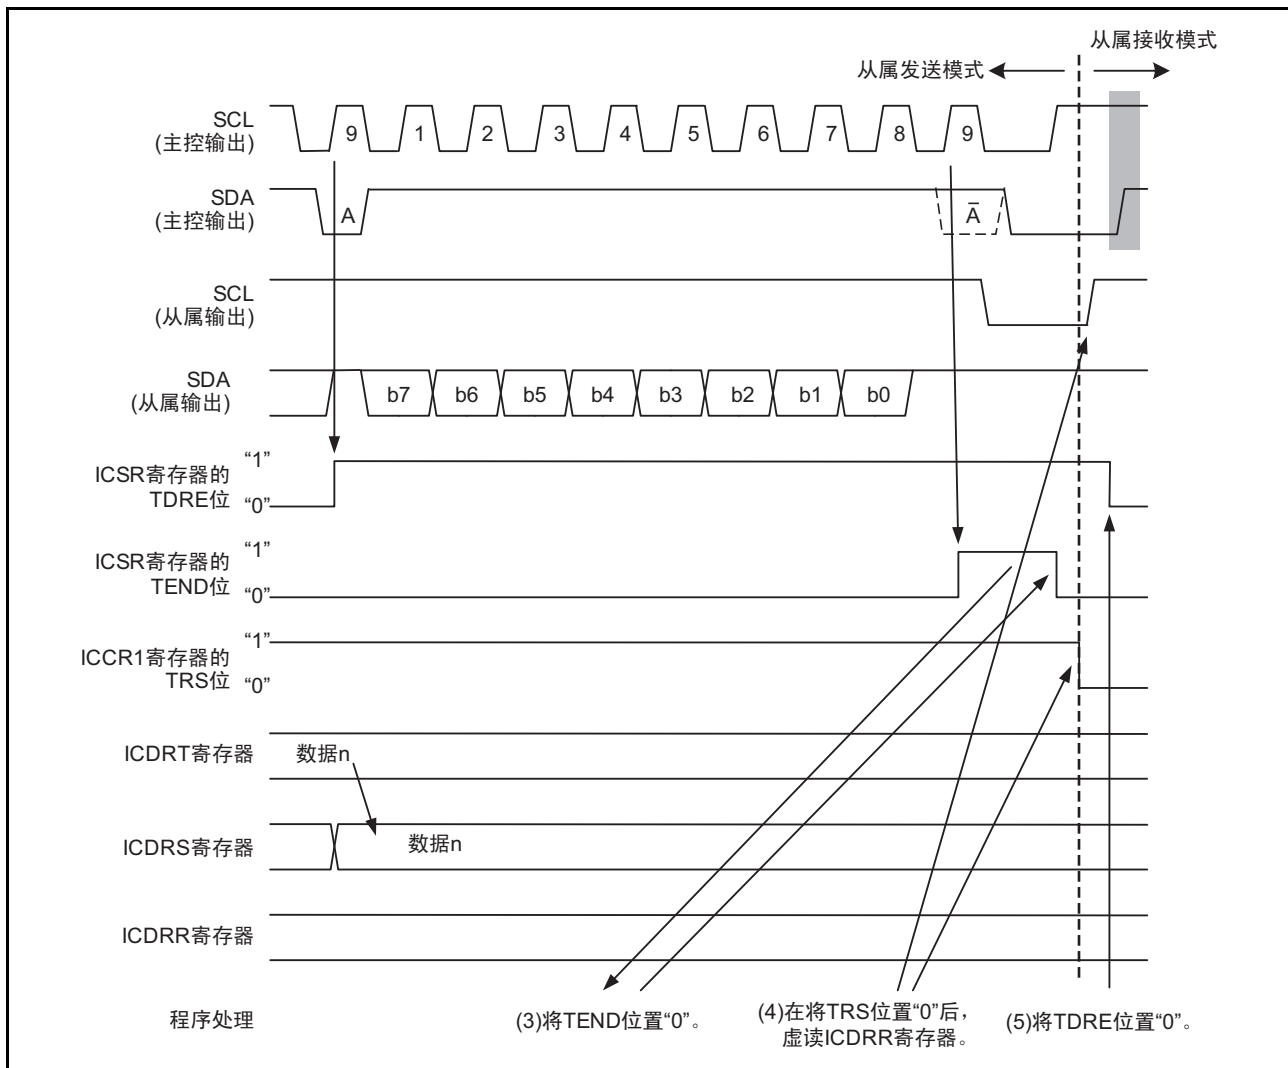 从属接收模式
从属发送模式
SCL
(主控输出)
9 1 2 3 4 5 6 7 8 9
SDA
(主控输出)
A
A̅
SCL
(从属输出)
SDA
(从属输出)
b7 b6 b5 b4 b3 b2 b1 b0
ICSR寄存器的
TDRE位
“1”
“0”
ICSR寄存器的
TEND位
“1”
“0”
ICCR1寄存器的
TRS位
“1”
“0”
ICDRT寄存器
数据n
ICDRS寄存器
数据n
ICDRR寄存器
程序处理
(3)将TEND位置“0”。
(4)在将TRS位置“0”后，
虚读ICDRR寄存器。
(5)将TDRE位置“0”。